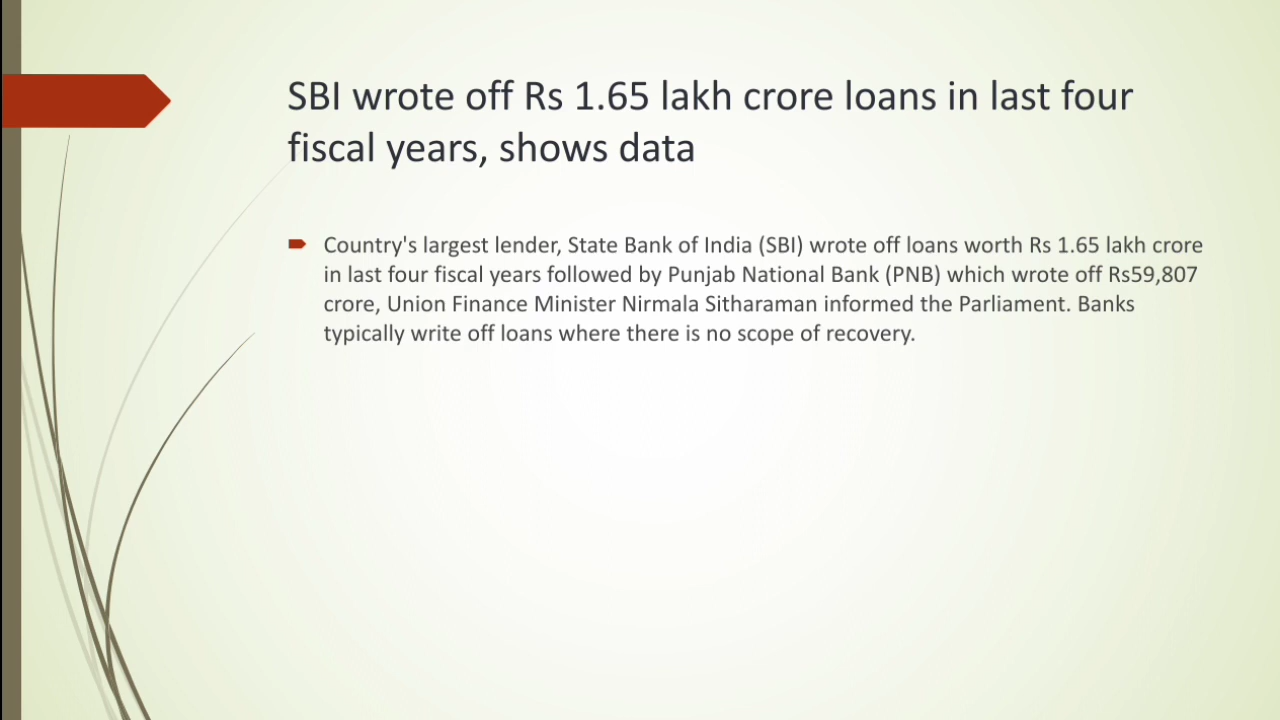 SBI wrote off Rs 1.65 lakh crore loans in last four
fiscal years, shows data
Country's largest lender, State Bank of India (SBI) wrote off loans worth Rs 1.65 lakh crore
in last four fiscal years followed by Punjab National Bank (PNB) which wrote off Rs59,807
crore, Union Finance Minister Nirmala Sitharaman informed the Parliament. Banks
typically write off loans where there is no scope of recovery.